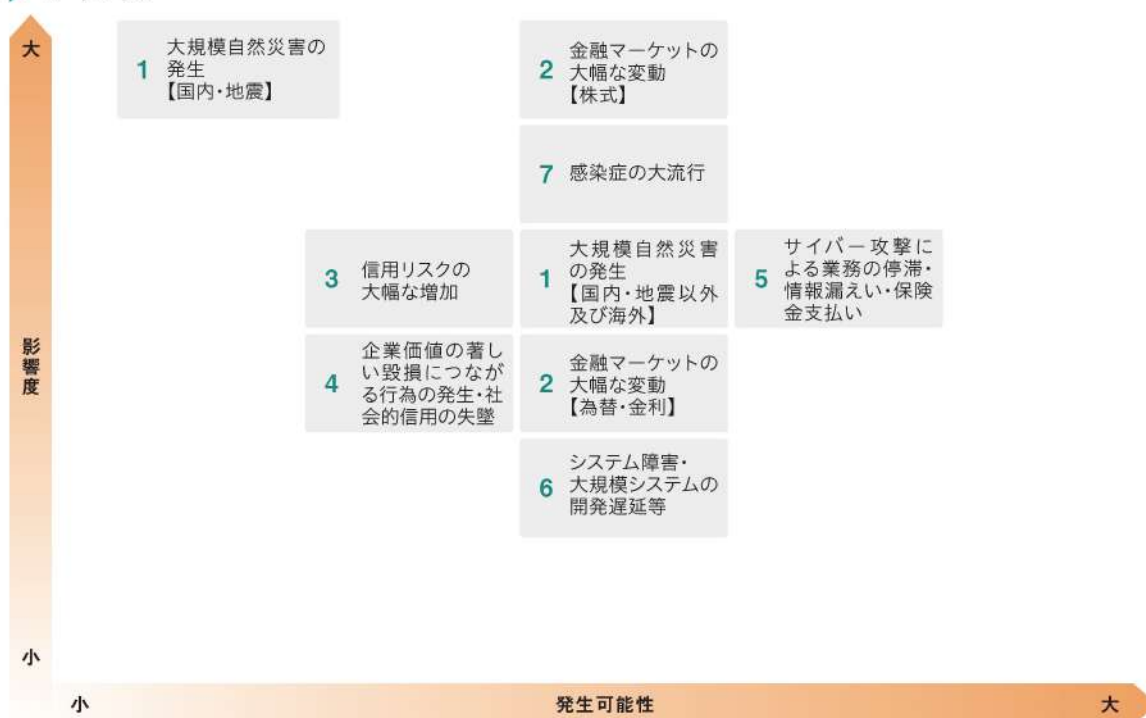 大
1
大規模自然災害の
発生
【国内・地震】
2
金融マーケットの
大幅な変動
【株式】
7
感染症の大流行
3
信用リスクの
大幅な増加
1
大規模自然災害
の発生
【国内・地震以外
及び海外】
5
サイバー攻撃に
よる業務の停滞・
情報漏えい・保険
金支払い
影響度
4
企業価値の著し
い毀損につなが
る行為の発生・社
会的信用の失墜
2
金融マーケットの
大幅な変動
【為替・金利】
6
システム障害・
大規模システムの
開発遅延等
小
小
発生可能性
大